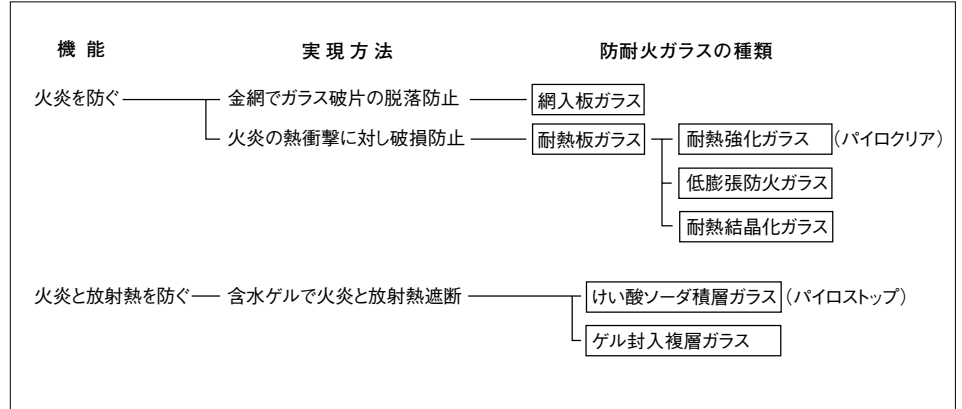 機能 実現方法 防耐火ガラスの種類
火炎を防ぐ 金網でガラス破片の脱落防止 網入板ガラス
火炎の熱衝撃に対し破損防止 耐熱板ガラス 耐熱強化ガラス (パイロクリア)
低膨張防火ガラス
耐熱結晶化ガラス
火炎と放射熱を防ぐ 含水ゲルで火炎と放射熱遮断 けい酸ソーダ積層ガラス (パイロストップ)
ゲル封入複層ガラス